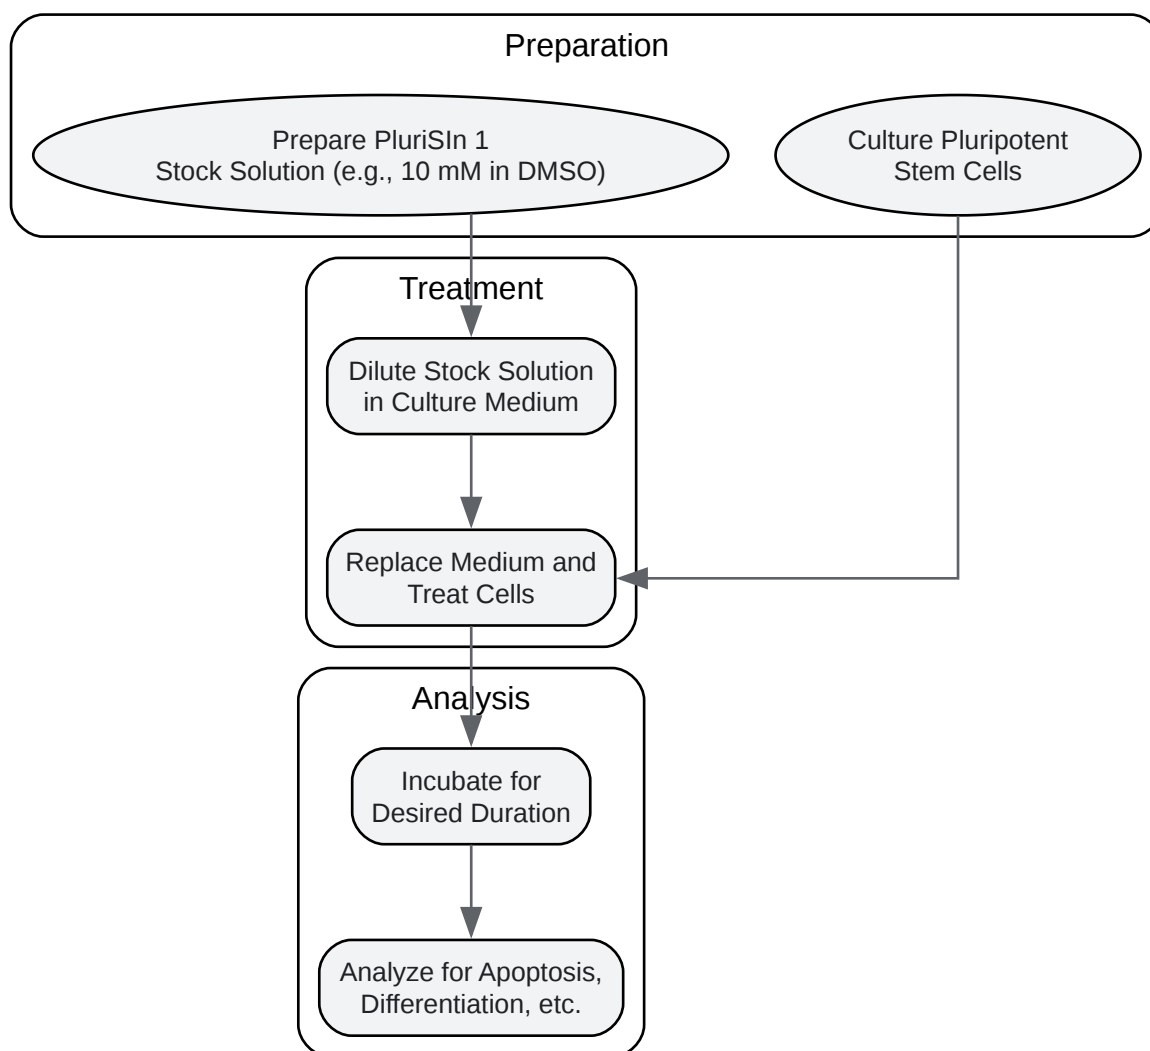 Preparation
Prepare PluriSIn 1
Stock Solution (e.g., 10 mM in DMSO)
Culture Pluripotent
Stem Cells
Treatment
Dilute Stock Solution
in Culture Medium
Replace Medium and
Treat Cells
Analysis
Incubate for
Desired Duration
Analyze for Apoptosis,
Differentiation, etc.